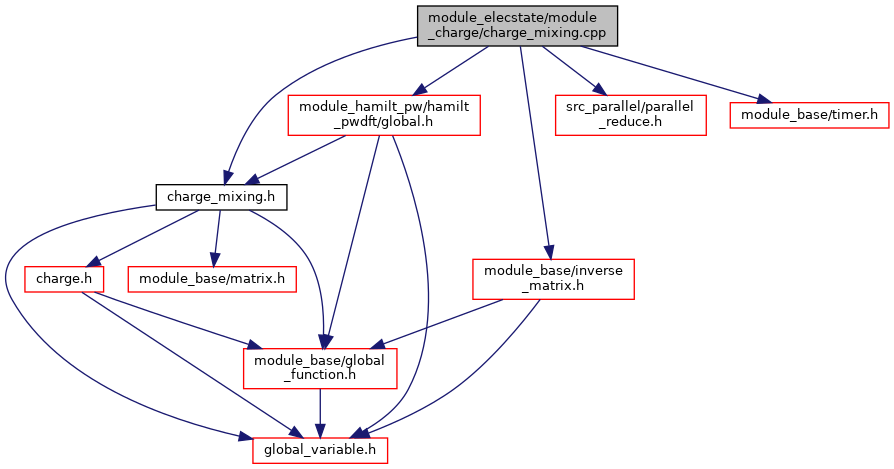 module_elecstate/module
_charge/charge_mixing.cpp
module_hamilt_pw/hamilt
_pwdft/global.h
src_parallel/parallel
_reduce.h
module_base/timer.h
charge_mixing.h
charge.h
module_base/matrix.h
module_base/inverse
_matrix.h
module_base/global
_function.h
global_variable.h